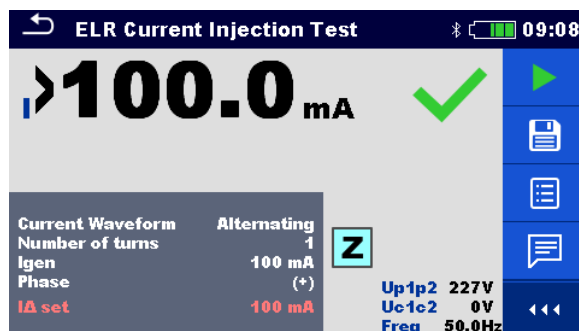 ELR Current Injection Test 09:08
I >100.0 mA
Current Waveform Alternating
Number of turns 1
Igen 100 mA
Phase (+)
IΔ set 100 mA
Z
Up1p2 227V
Uc1c2 0V
Freq 50.0Hz